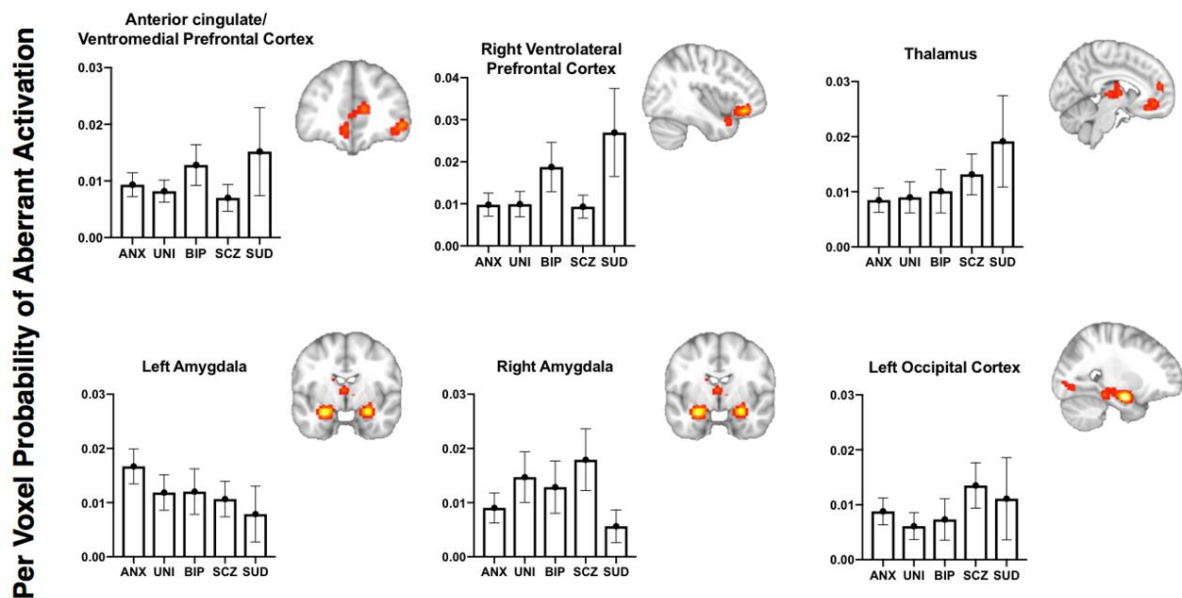 Per Voxel Probability of Aberrant Activation
Anterior cingulate/
Ventromedial Prefrontal Cortex
0.03
0.02
0.01
0.00
ANX UNI BIP SCZ SUD
Right Ventrolateral
Prefrontal Cortex
0.04
0.03
0.02
0.01
0.00
ANX UNI BIP SCZ SUD
Thalamus
0.03
0.02
0.01
0.00
ANX UNI BIP SCZ SUD
Left Amygdala
0.03
0.02
0.01
0.00
ANX UNI BIP SCZ SUD
Right Amygdala
0.03
0.02
0.01
0.00
ANX UNI BIP SCZ SUD
Left Occipital Cortex
0.03
0.02
0.01
0.00
ANX UNI BIP SCZ SUD